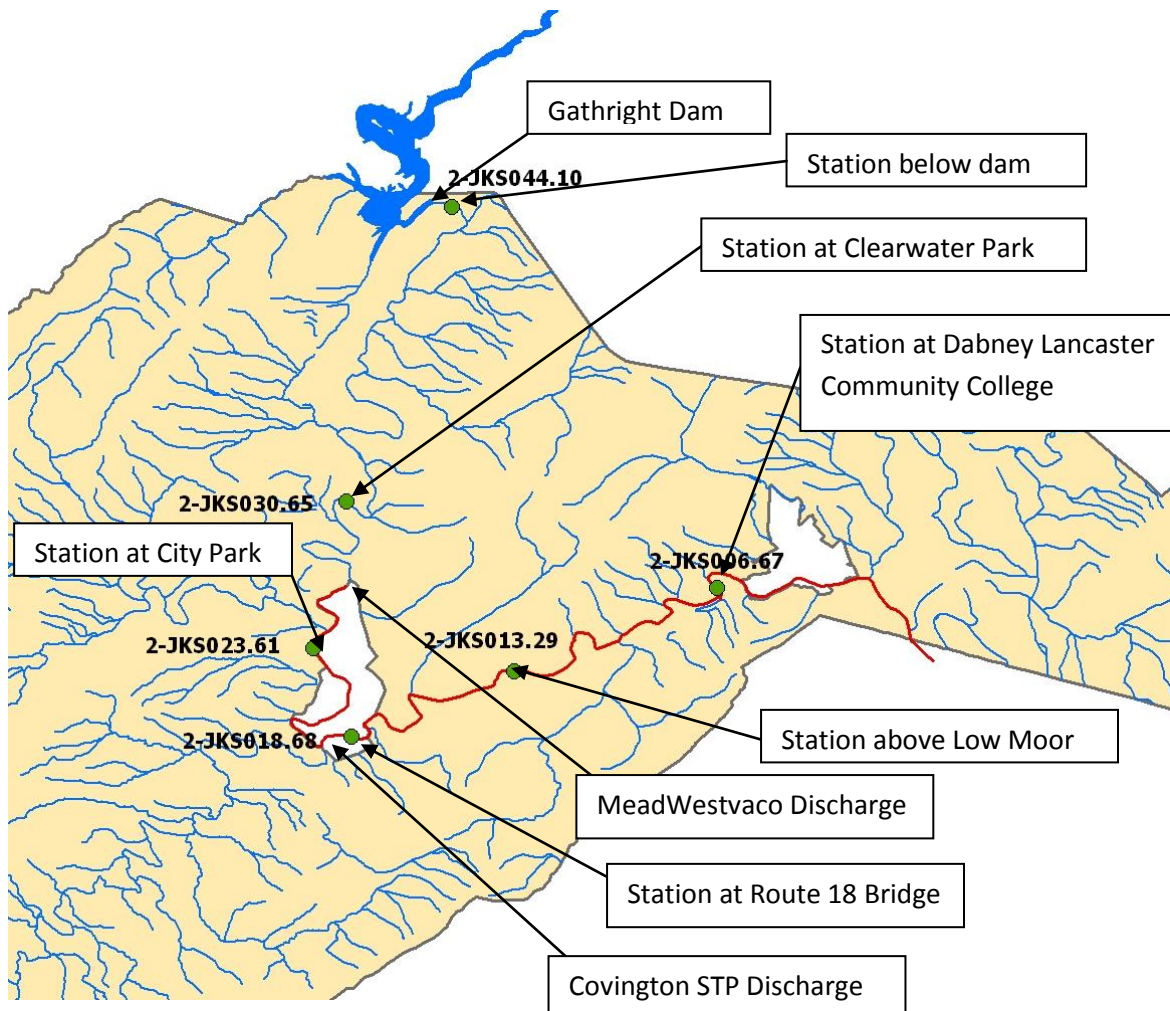 Gathright Dam
Station below dam
2-JKS044.10
Station at Clearwater Park
Station at Dabney Lancaster
Community College
2-JKS030.65
Station at City Park
2-JKS006.67
2-JKS023.61
2-JKS013.29
2-JKS018.68
Station above Low Moor
MeadWestvaco Discharge
Station at Route 18 Bridge
Covington STP Discharge